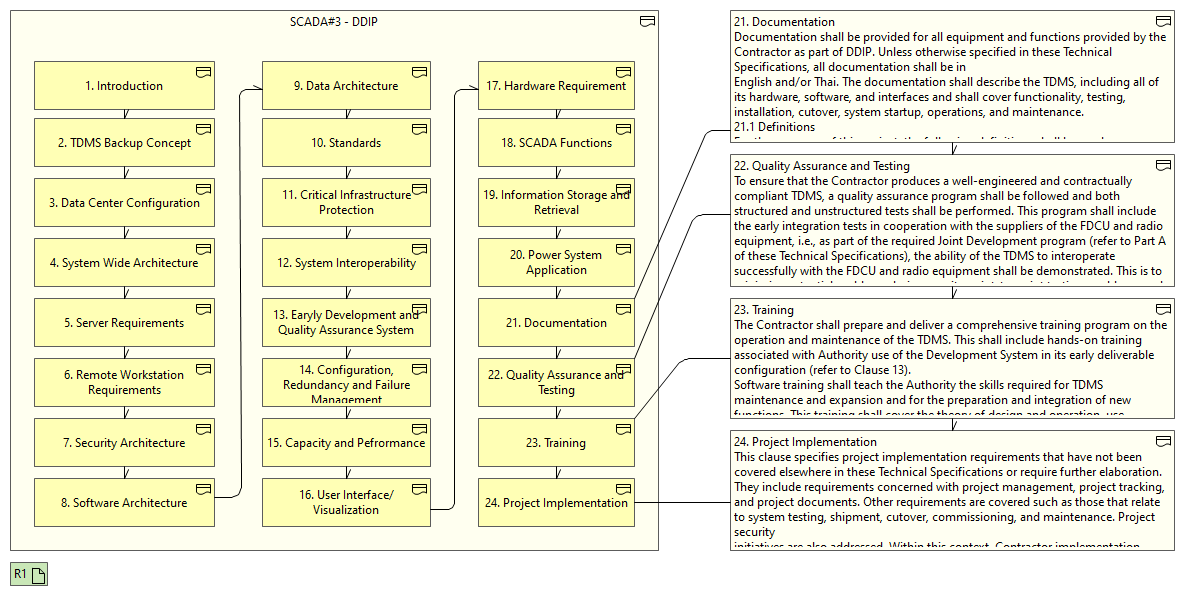 SCADA#3 - DDIP
1. Introduction
2. TDMS Backup Concept
3. Data Center Configuration
4. System Wide Architecture
5. Server Requirements
6. Remote Workstation
Requirements
7. Security Architecture
8. Software Architecture
9. Data Architecture
10. Standards
11. Critical Infrastructure
Protection
12. System Interoperability
13. Earyly Development and
Quality Assurance System
14. Configuration,
Redundancy and Failure
Management
15. Capacity and Pefrormance
16. User Interface/
Visualization
17. Hardware Requirement
18. SCADA Functions
19. Information Storage and
Retrieval
20. Power System
Application
21. Documentation
22. Quality Assurance and
Testing
23. Training
24. Project Implementation
21. Documentation
Documentation shall be provided for all equipment and functions provided by the
Contractor as part of DDIP. Unless otherwise specified in these Technical
Specifications, all documentation shall be in
English and/or Thai. The documentation shall describe the TDMS, including all of
its hardware, software, and interfaces and shall cover functionality, testing,
installation, cutover, system startup, operations, and maintenance.
21.1 Definitions
22. Quality Assurance and Testing
To ensure that the Contractor produces a well-engineered and contractually
compliant TDMS, a quality assurance program shall be followed and both
structured and unstructured tests shall be performed. This program shall include
the early integration tests in cooperation with the suppliers of the FDCU and radio
equipment, i.e., as part of the required Joint Development program (refer to Part A
of these Technical Specifications), the ability of the TDMS to interoperate
successfully with the FDCU and radio equipment shall be demonstrated. This is to
23. Training
The Contractor shall prepare and deliver a comprehensive training program on the
operation and maintenance of the TDMS. This shall include hands-on training
associated with Authority use of the Development System in its early deliverable
configuration (refer to Clause 13).
Software training shall teach the Authority the skills required for TDMS
maintenance and expansion and for the preparation and integration of new
functions. This training shall cover the theory of design and operation, use
24. Project Implementation
This clause specifies project implementation requirements that have not been
covered elsewhere in these Technical Specifications or require further elaboration.
They include requirements concerned with project management, project tracking,
and project documents. Other requirements are covered such as those that relate
to system testing, shipment, cutover, commissioning, and maintenance. Project
security
initiatives are also addressed. Within this context, Contractor implementation
R1